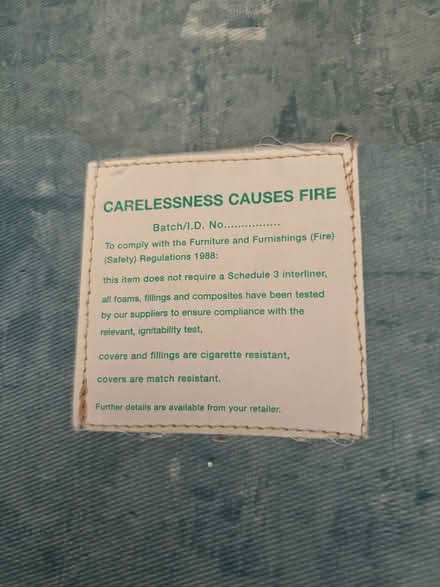 CARELESSNESS CAUSES FIRE
Batch/I.D. No................
To comply with the Furniture and Furnishings (Fire)
(Safety) Regulations 1988:
this item does not require a Schedule 3 interliner,
all foams, fillings and composites have been tested
by our suppliers to ensure compliance with the
relevant, ignitability test,
covers and fillings are cigarette resistant,
covers are match resistant.
Further details are available from your retailer.